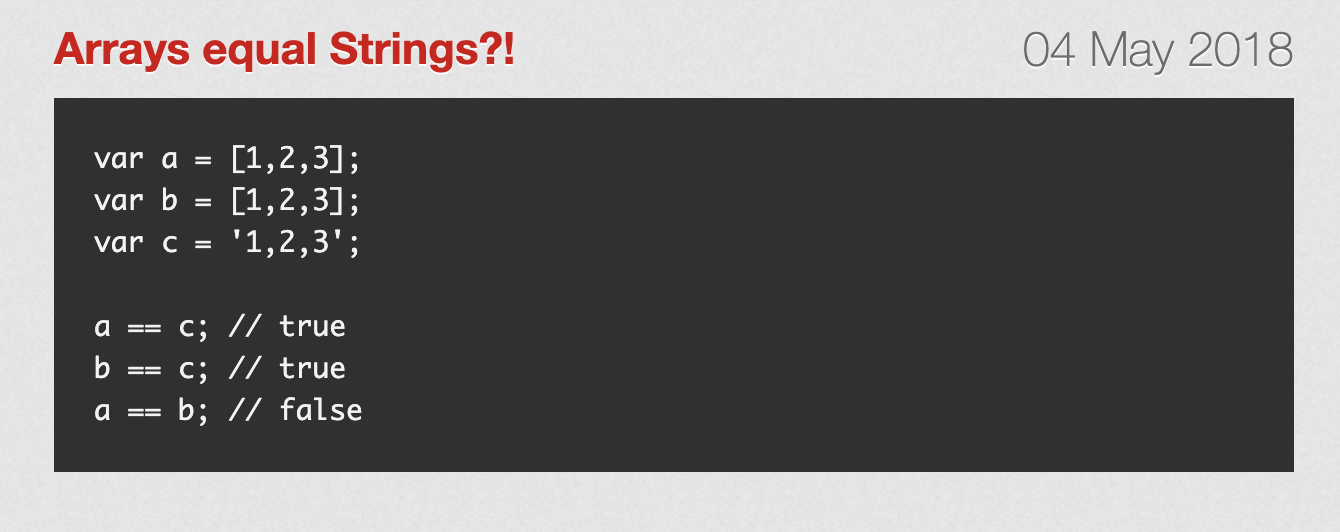 Arrays equal Strings?!
04 May 2018
var a = [1,2,3];
var b = [1,2,3];
var c = '1,2,3';
a == c; // true
b == c; // true
a == b; // false